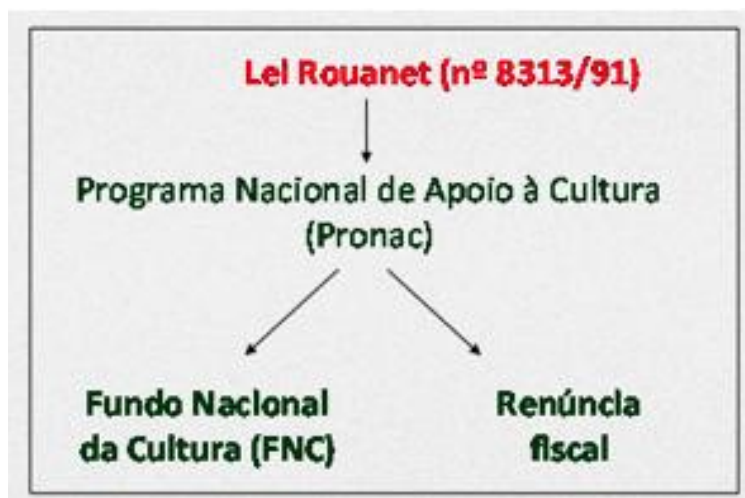 Lei Rouanet (nº 8313/91)
Programa Nacional de Apoio à Cultura
(Pronac)
Fundo Nacional
da Cultura (FNC)
Renúncia
fiscal